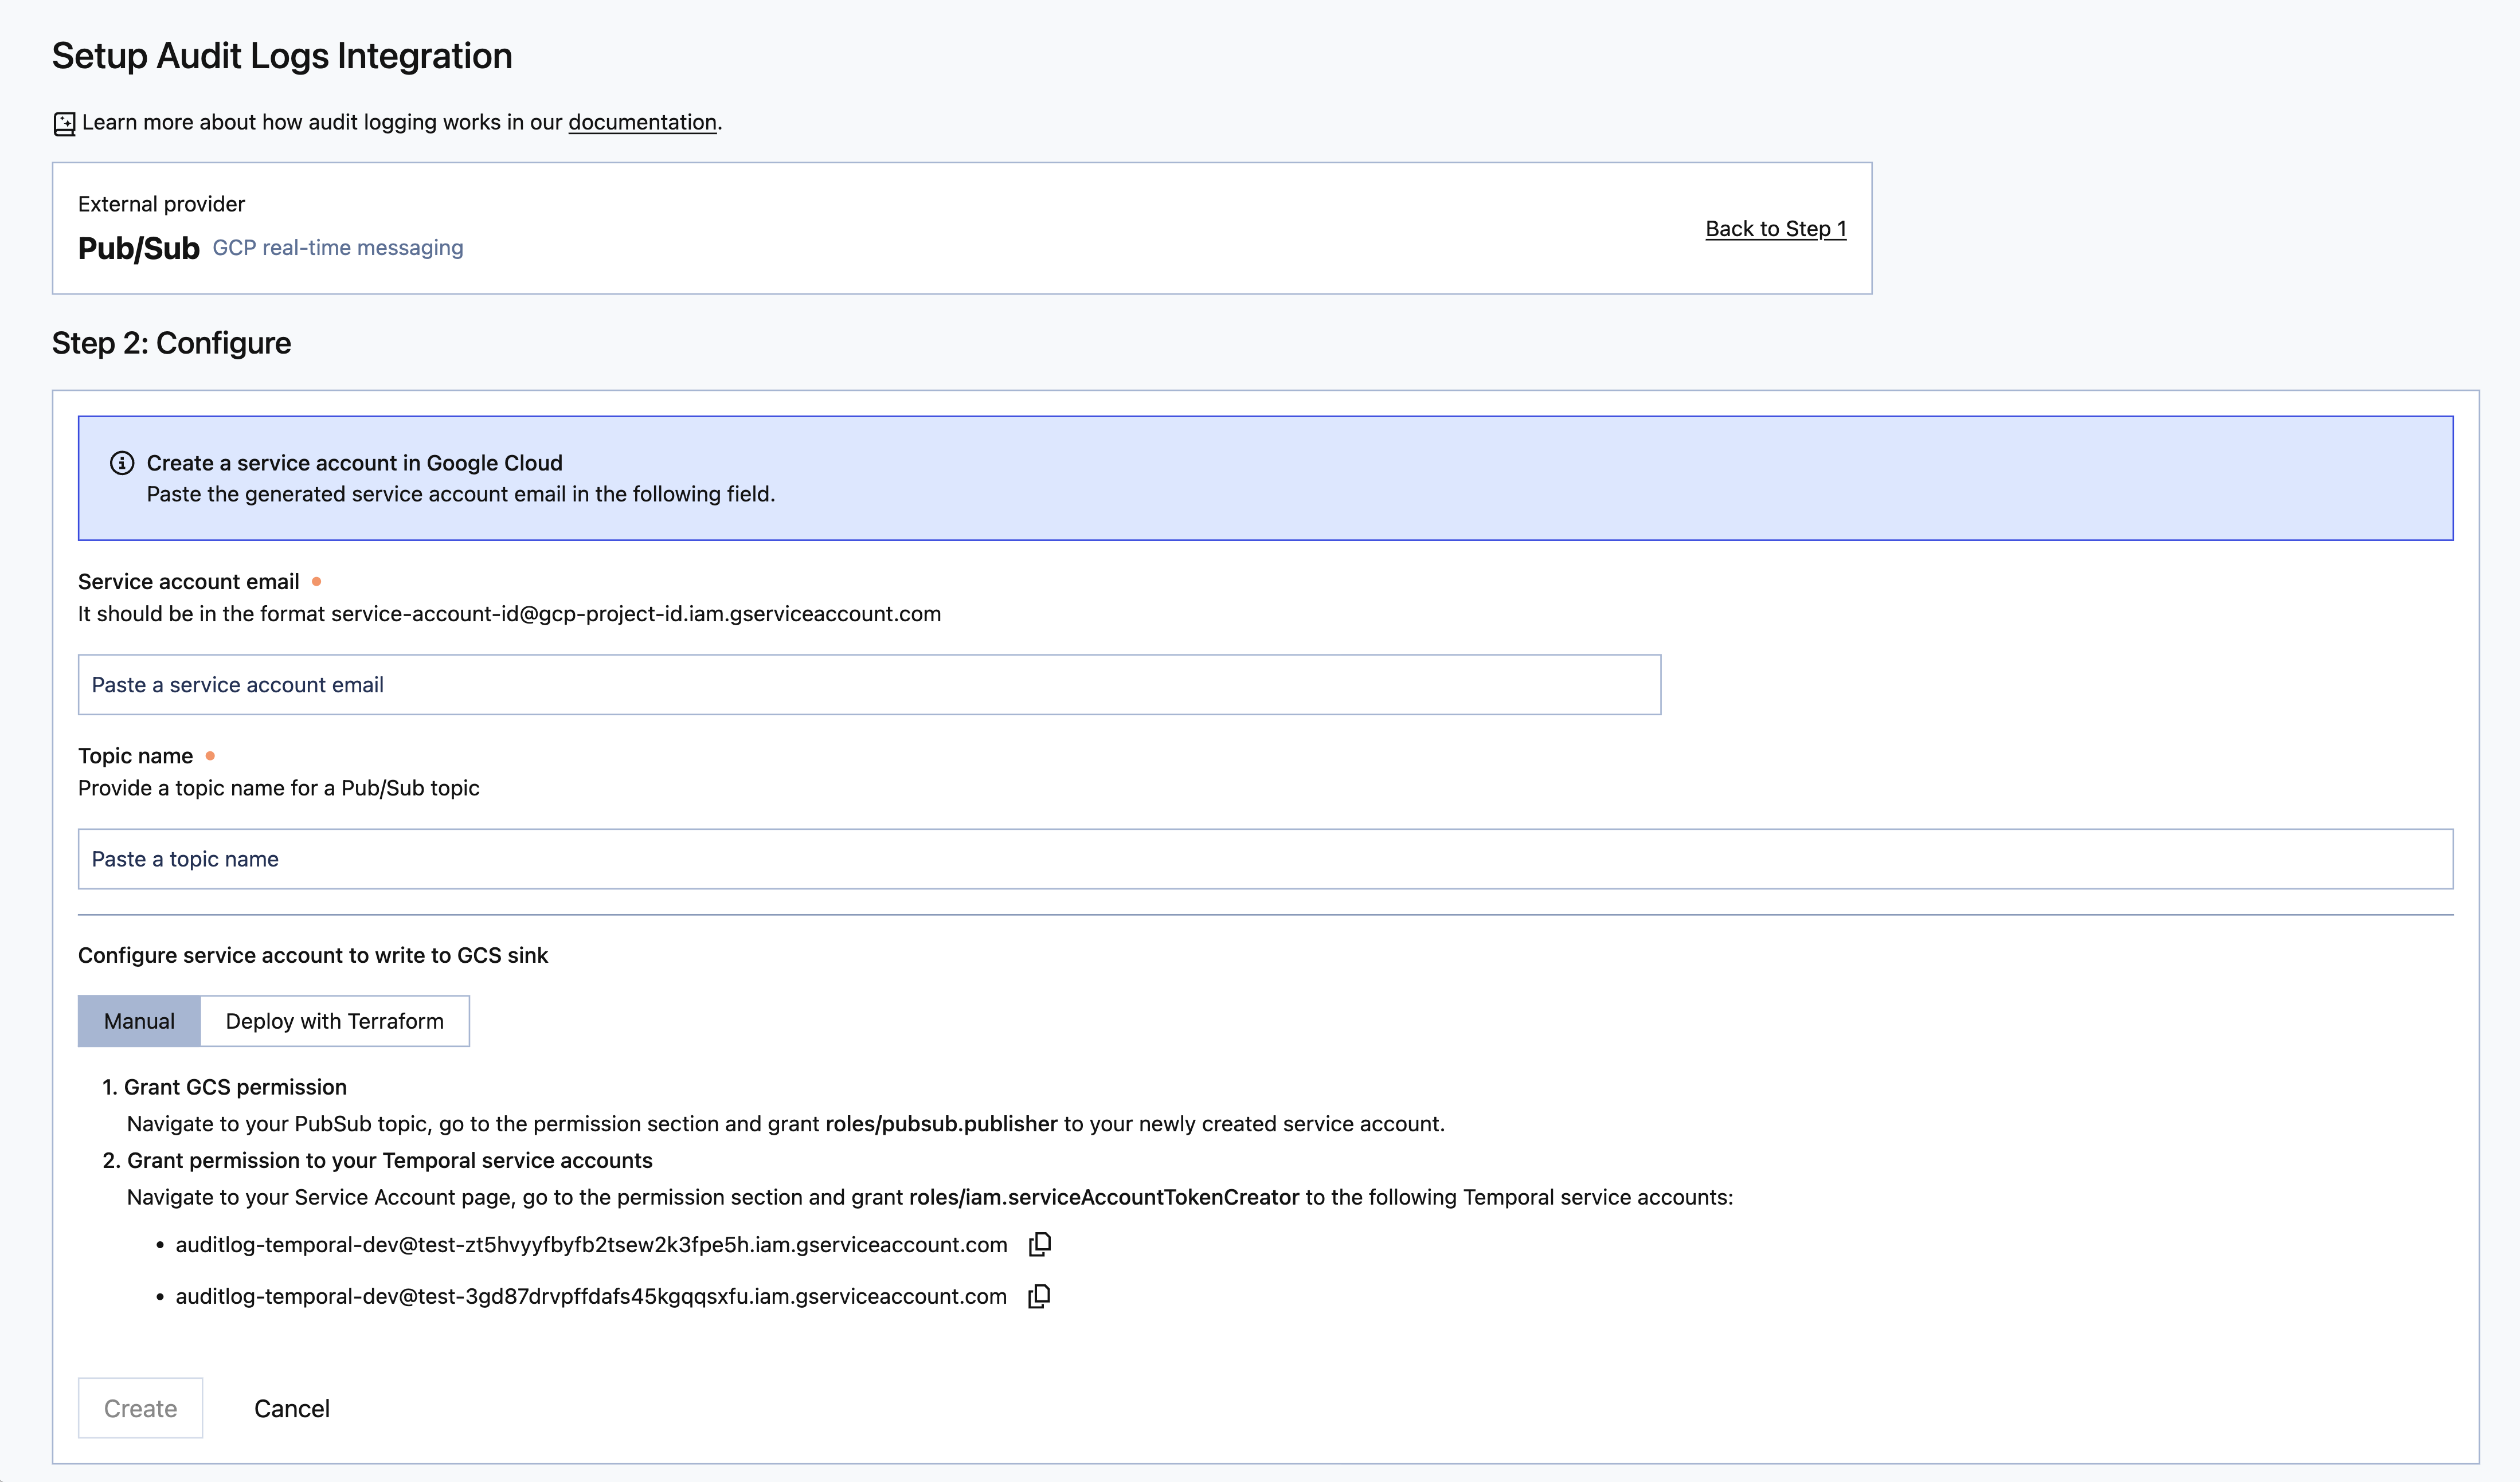 Setup Audit Logs Integration
Learn more about how audit logging works in our documentation.
External provider
Pub/Sub GCP real-time messaging
Back to Step 1
Step 2: Configure
Create a service account in Google Cloud
Paste the generated service account email in the following field.
Service account email
It should be in the format service-account-id@gcp-project-id.iam.gserviceaccount.com
Paste a service account email
Topic name
Provide a topic name for a Pub/Sub topic
Paste a topic name
Configure service account to write to GCS sink
Manual
Deploy with Terraform
1. Grant GCS permission
Navigate to your PubSub topic, go to the permission section and grant roles/pubsub.publisher to your newly created service account.
2. Grant permission to your Temporal service accounts
Navigate to your Service Account page, go to the permission section and grant roles/iam.serviceAccountTokenCreator to the following Temporal service accounts:
• auditlog-temporal-dev@test-zt5hvyyfbyfb2tsew2k3fpe5h.iam.gserviceaccount.com
• auditlog-temporal-dev@test-3gd87drvpffdafs45kgqqsxfu.iam.gserviceaccount.com
Create
Cancel